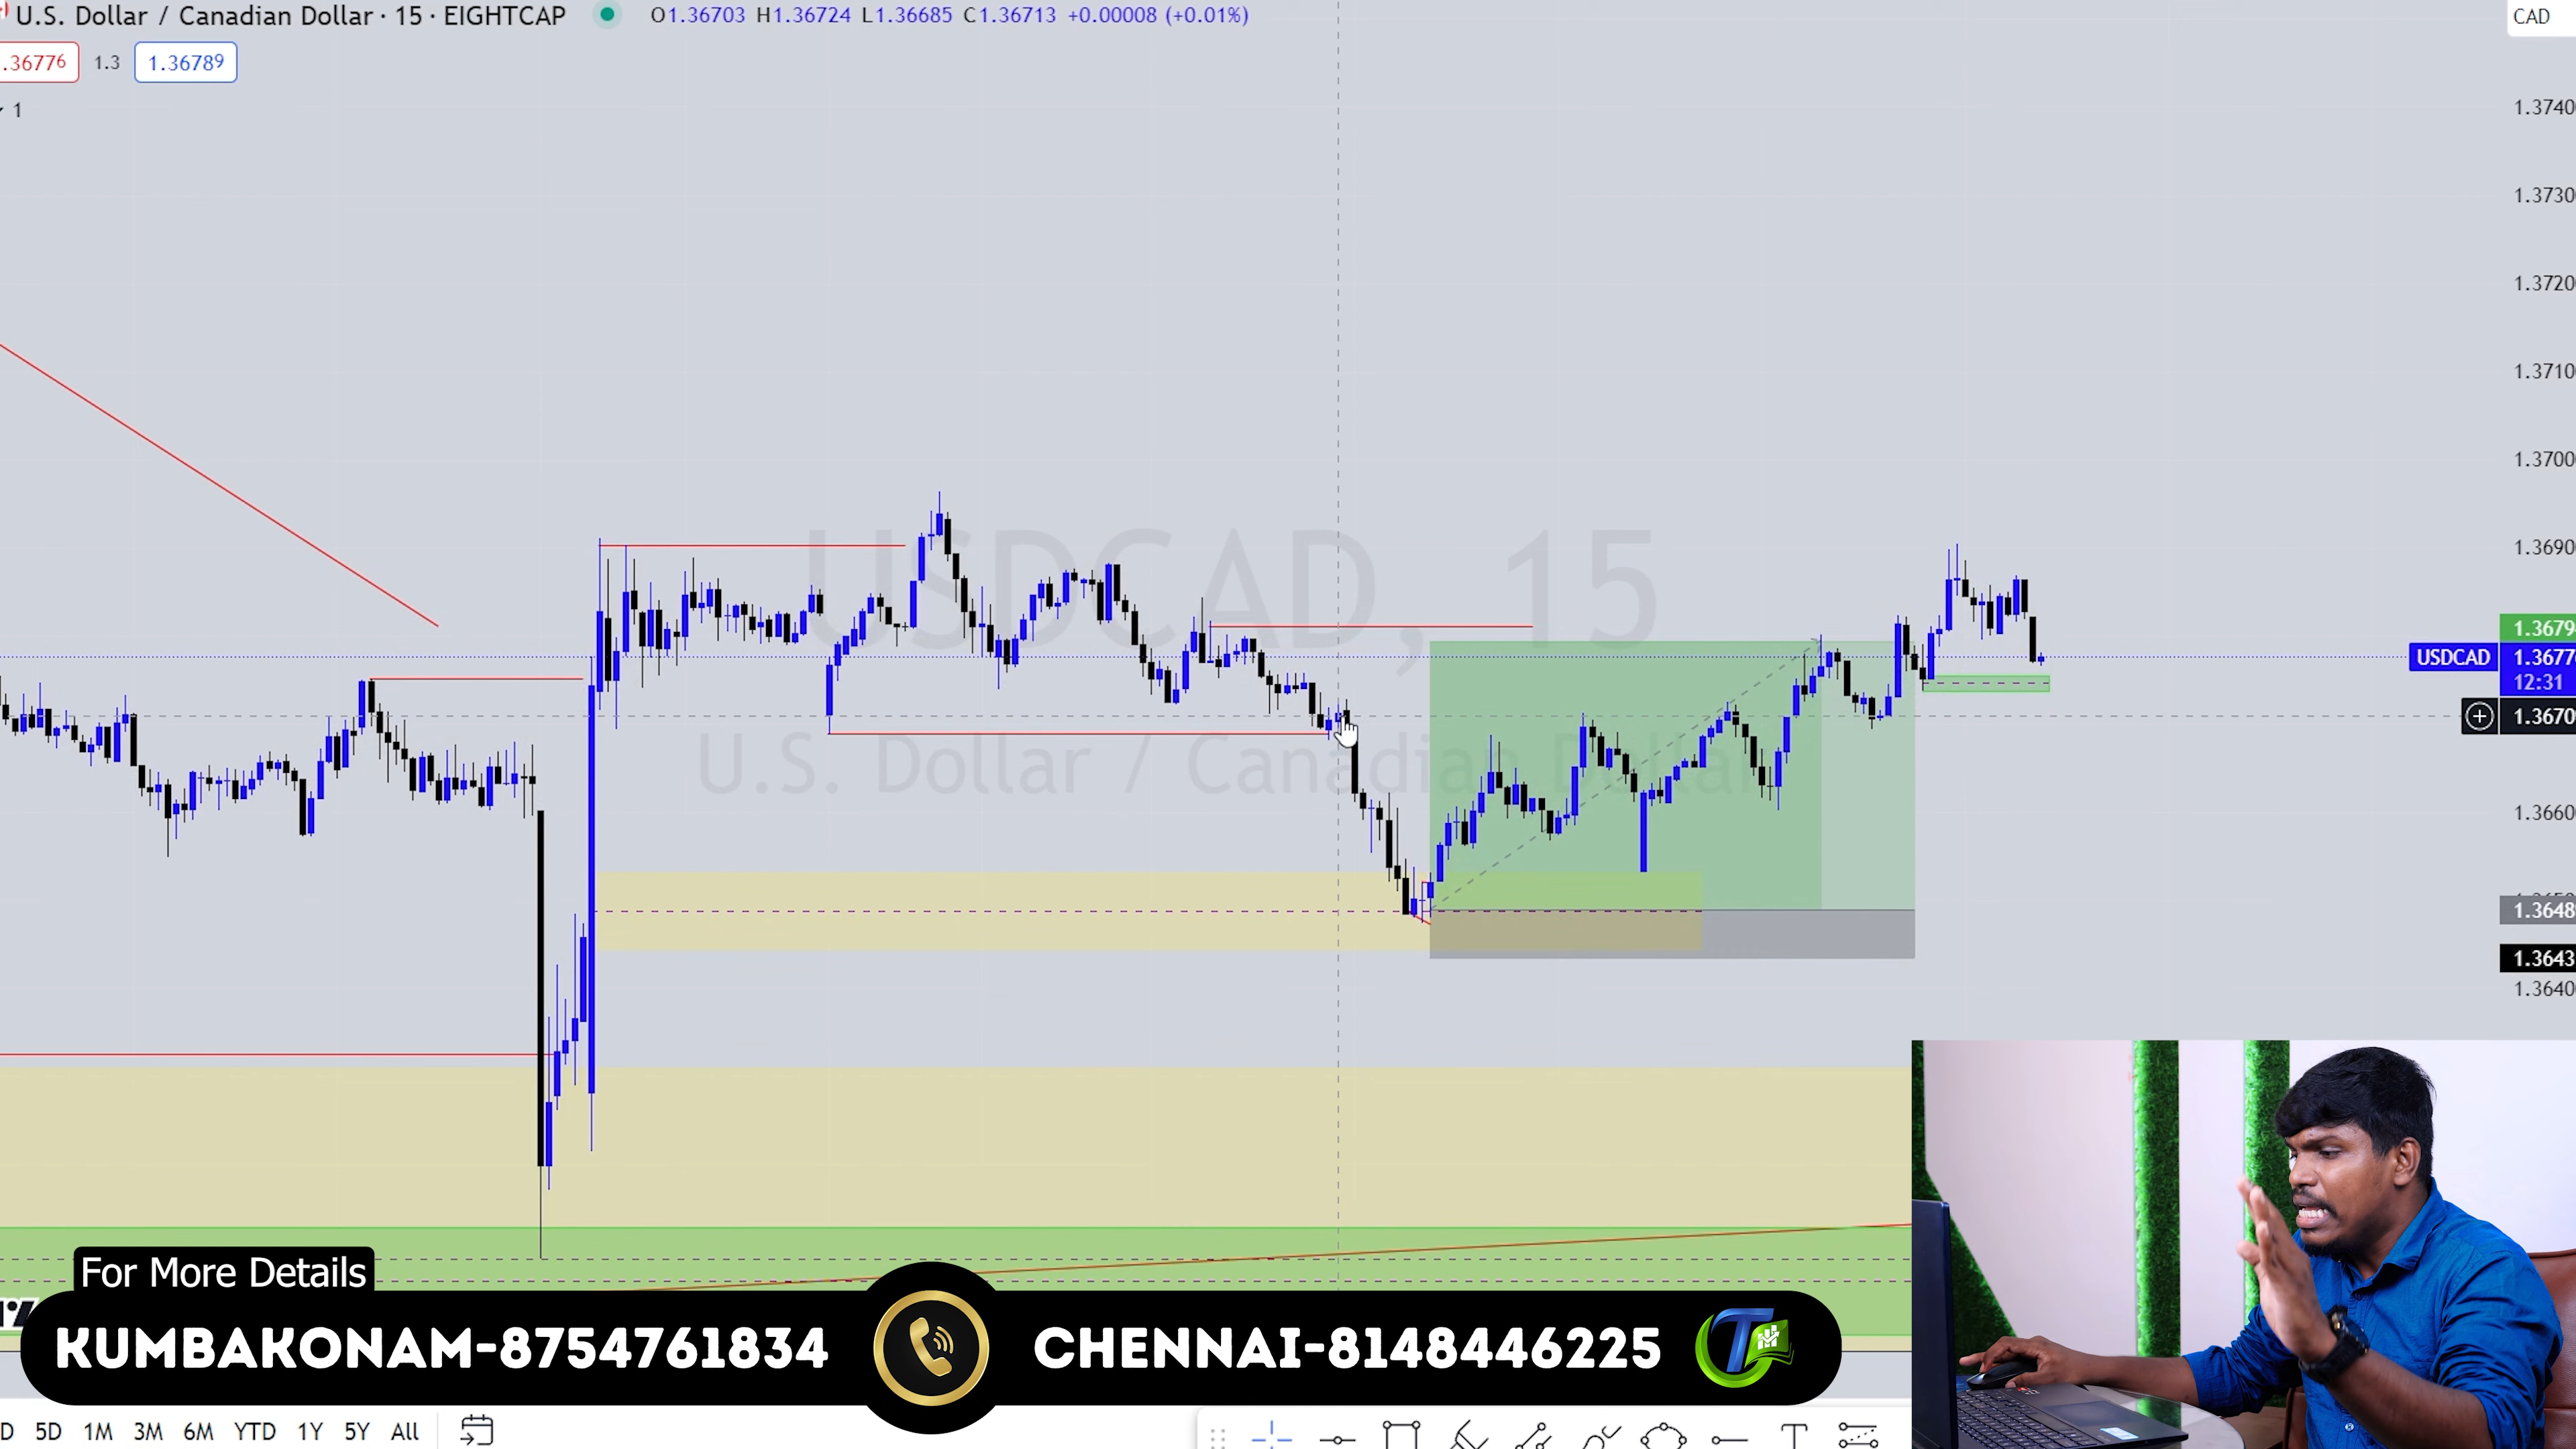 U.S. Dollar / Canadian Dollar · 15 · EIGHTCAP O1.36703 H1.36724 L1.36685 C1.36713 +0.00008 (+0.01%)
CAD
.36776 1.3 1.36789
1
1.3740
1.3730
1.3720
1.3710
1.3700
1.3690
USDCAD, 15
U.S. Dollar / Canadian Dollar
1.3679
USDCAD 1.3677
12:31
1.3670
1.3660
1.3648
1.3643
1.3640
For More Details
KUMBAKONAM-8754761834
CHENNAI-8148446225
D 5D 1M 3M 6M YTD 1Y 5Y All